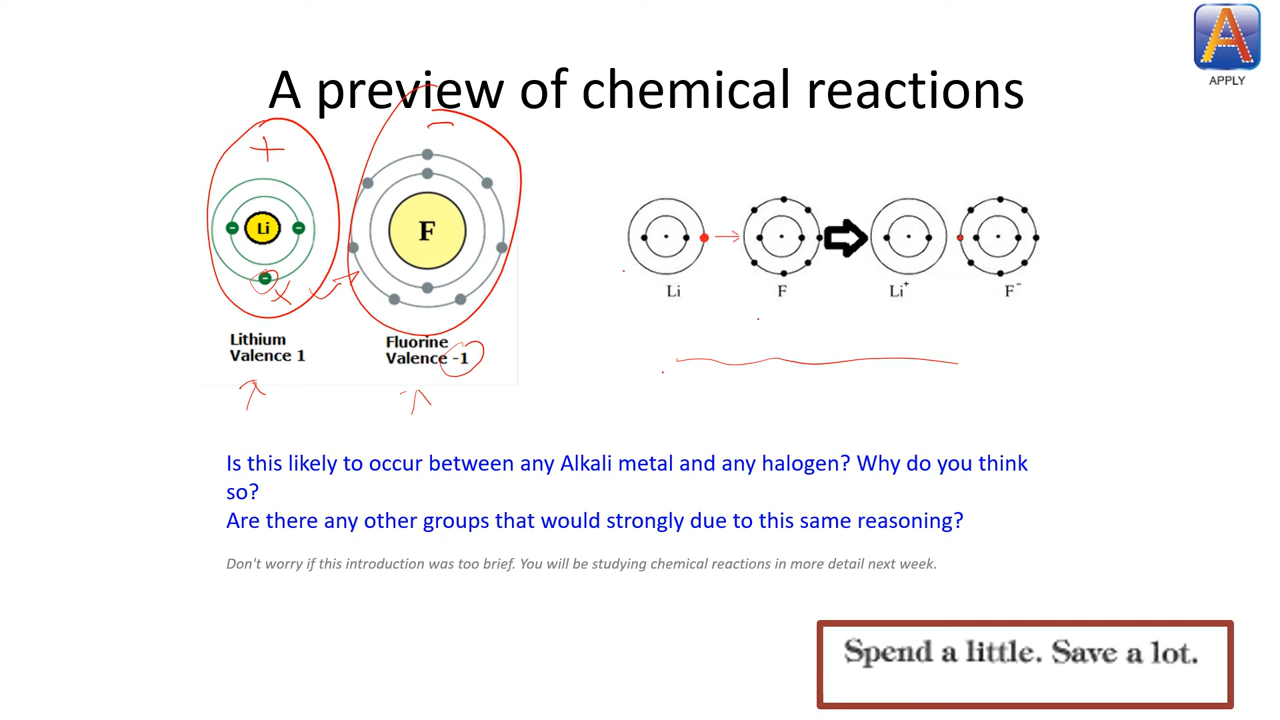 APPLY
A preview of chemical reactions
+
−
Li
F
Lithium
Valence 1
Fluorine
Valence -1
Li
F
Li+
F-
Is this likely to occur between any Alkali metal and any halogen? Why do you think
so?
Are there any other groups that would strongly due to this same reasoning?
Don't worry if this introduction was too brief. You will be studying chemical reactions in more detail next week.
Spend a little. Save a lot.